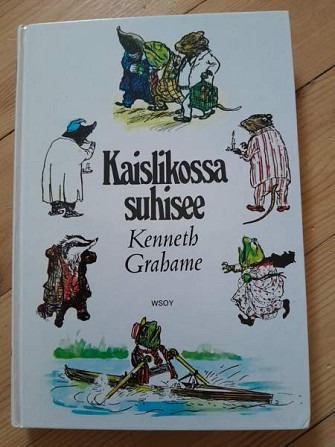 Kaislikossa
suhisee
Kenneth
Grahame
WSOY